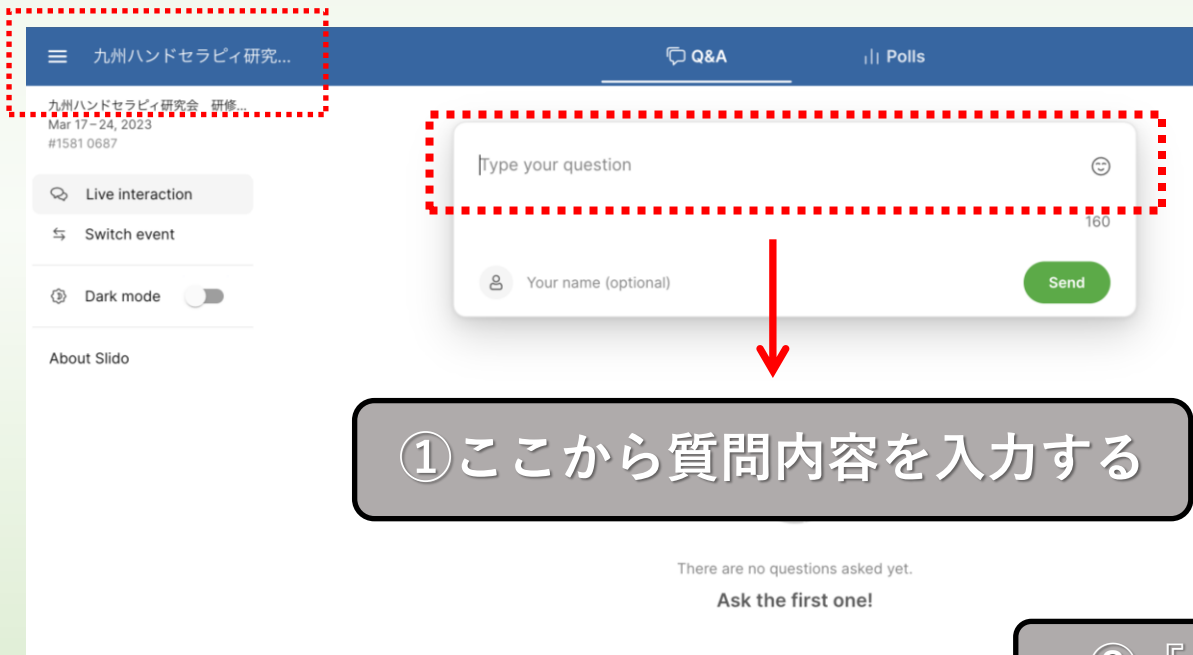 九州ハンドセラピィ研究...
Q&A
Polls
九州ハンドセラピィ研究会 研修...
Mar 17 – 24, 2023
#1581 0687
Live interaction
Switch event
Dark mode
About Slido
Type your question
160
Your name (optional)
Send
①ここから質問内容を入力する
There are no questions asked yet.
Ask the first one!